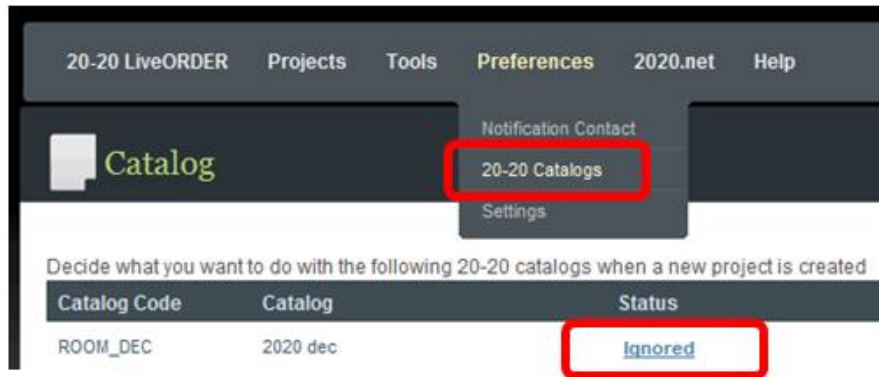 20-20 LiveORDER Projects Tools Preferences 2020.net Help
Notification Contact
Catalog
20-20 Catalogs
Settings
Decide what you want to do with the following 20-20 catalogs when a new project is created
Catalog Code Catalog Status
ROOM_DEC 2020 dec Ignored